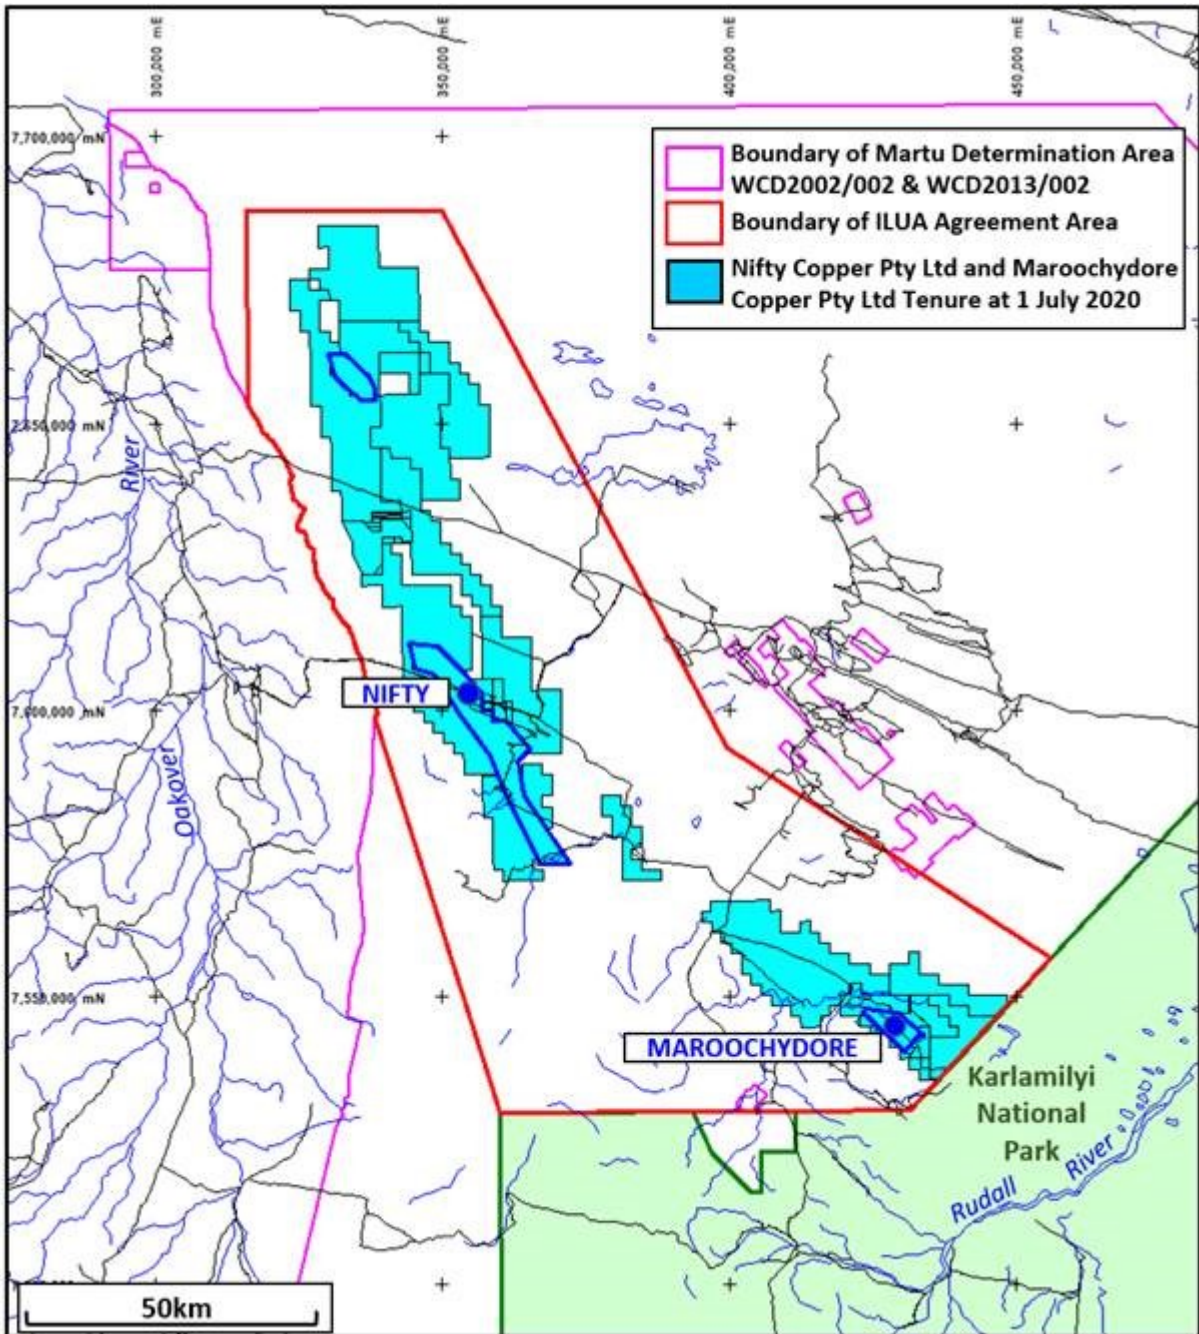 300,000 mE
350,000 mE
400,000 mE
450,000 mE
7,700,000 mN
Boundary of Martu Determination Area
WCD2002/002 & WCD2013/002
Boundary of ILUA Agreement Area
Nifty Copper Pty Ltd and Maroochydore
Copper Pty Ltd Tenure at 1 July 2020
7,650,000 mN
River
NIFTY
7,600,000 mN
Oakover
7,550,000 mN
MAROOCHYDORE
Karlamilyi
National
Park
Rudall River
50km